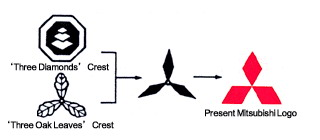 ‘Three Diamonds’ Crest
‘Three Oak Leaves’ Crest
Present Mitsubishi Logo